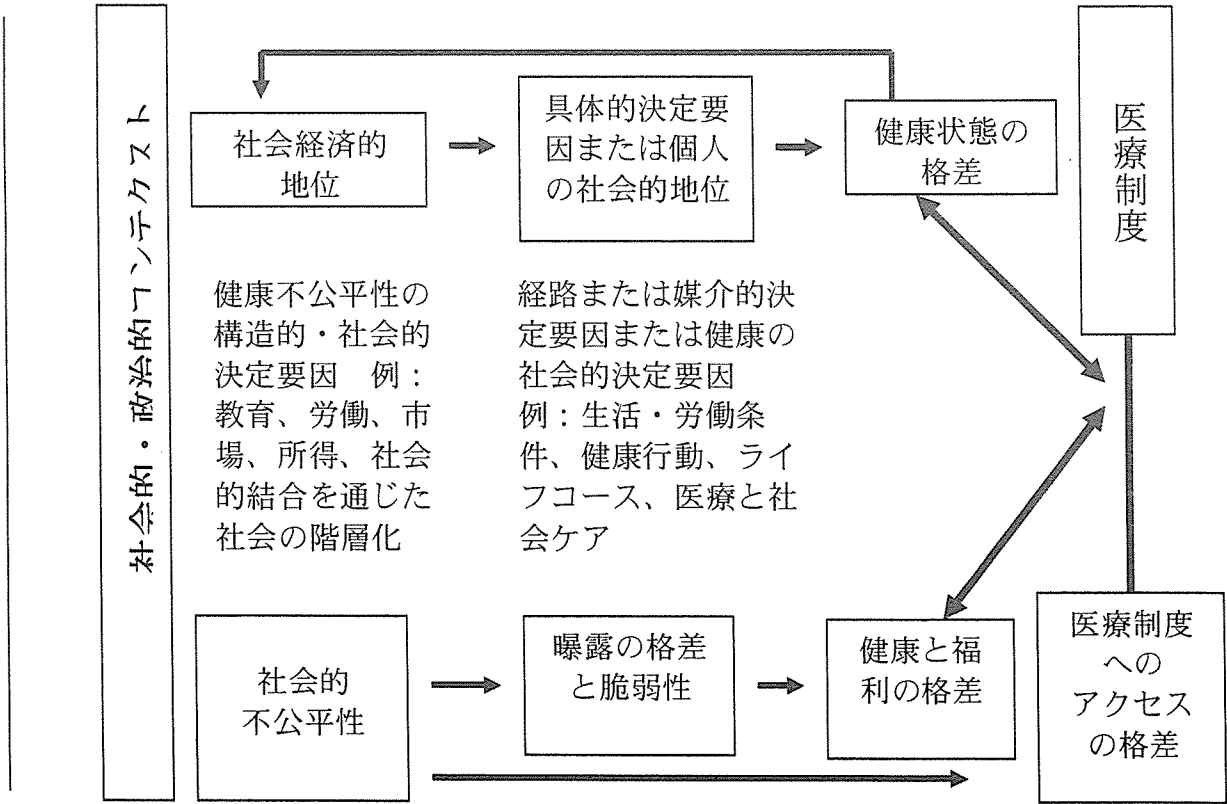 社会的・政治的コンテクスト
社会経済的
地位
具体的決定要
因または個人
の社会的地位
健康状態の
格差
医療制度
健康不公平性の
構造的・社会的
決定要因　例：
教育、労働、市
場、所得、社会
的結合を通じた
社会の階層化
経路または媒介的決
定要因または健康の
社会的決定要因
例：生活・労働条
件、健康行動、ライ
フコース、医療と社
会ケア
社会的
不公平性
曝露の格差
と脆弱性
健康と福
利の格差
医療制度
への
アクセス
の格差